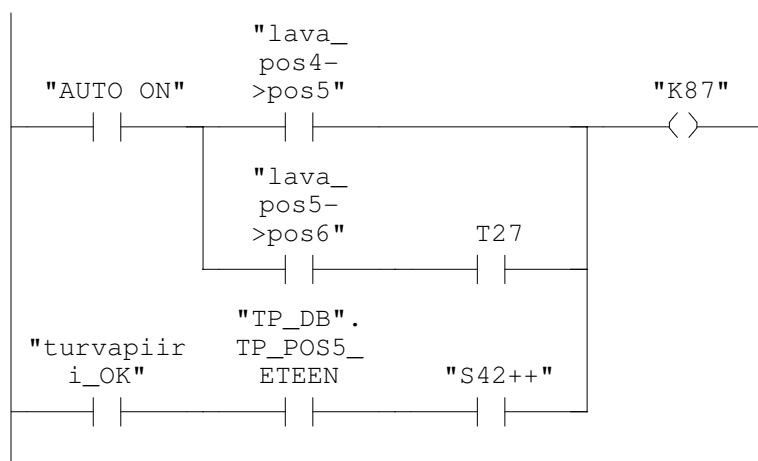 "lava_
pos4-
"AUTO ON" >pos5" "K87"
"lava_
pos5-
>pos6" T27
"TP_DB".
"turvapiir TP_POS5_
i_OK" ETEEN "S42++"